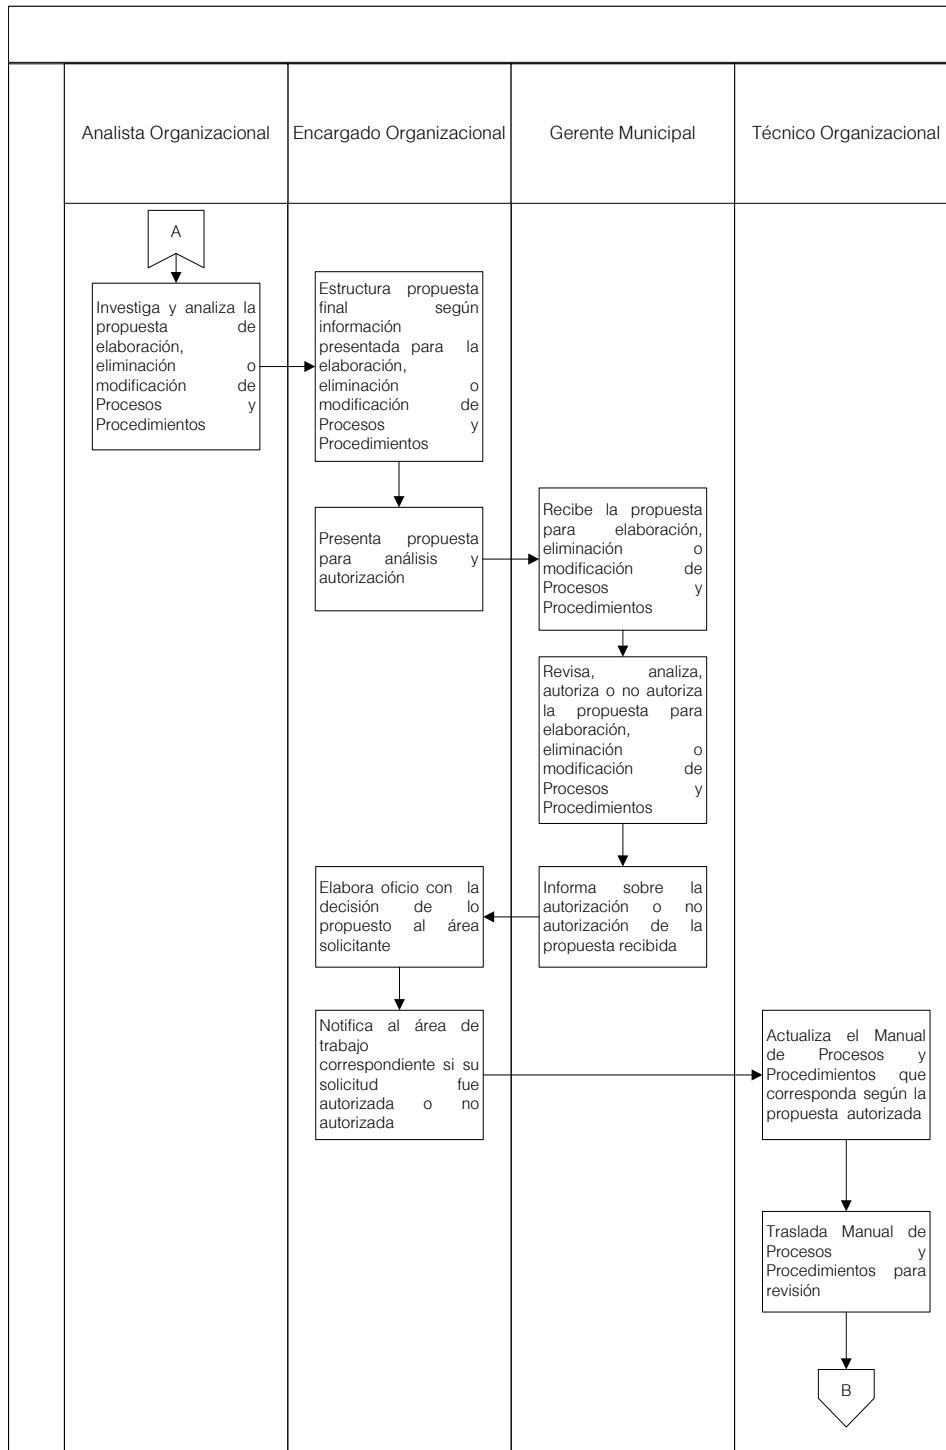 Analista Organizacional
Encargado Organizacional
Gerente Municipal
Técnico Organizacional
A
Investiga y analiza la
propuesta de
elaboración,
eliminación o
modificación de
Procesos y
Procedimientos
Estructura propuesta
final según
información
presentada para la
elaboración,
eliminación o
modificación de
Procesos y
Procedimientos
Presenta propuesta
para análisis y
autorización
Recibe la propuesta
para elaboración,
eliminación o
modificación de
Procesos y
Procedimientos
Revisa, analiza,
autoriza o no autoriza
la propuesta para
elaboración,
eliminación o
modificación de
Procesos y
Procedimientos
Informa sobre la
autorización o no
autorización de la
propuesta recibida
Elabora oficio con la
decisión de lo
propuesto al área
solicitante
Notifica al área de
trabajo
correspondiente si su
solicitud fue
autorizada o no
autorizada
Actualiza el Manual
de Procesos y
Procedimientos que
corresponda según la
propuesta autorizada
Traslada Manual de
Procesos y
Procedimientos para
revisión
B